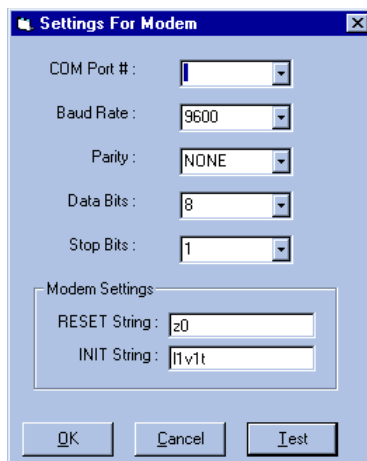 Settings For Modem
COM Port # :
Baud Rate : 9600
Parity : NONE
Data Bits : 8
Stop Bits : 1
Modem Settings
RESET String : z0
INIT String : l1v1t
OK Cancel Test